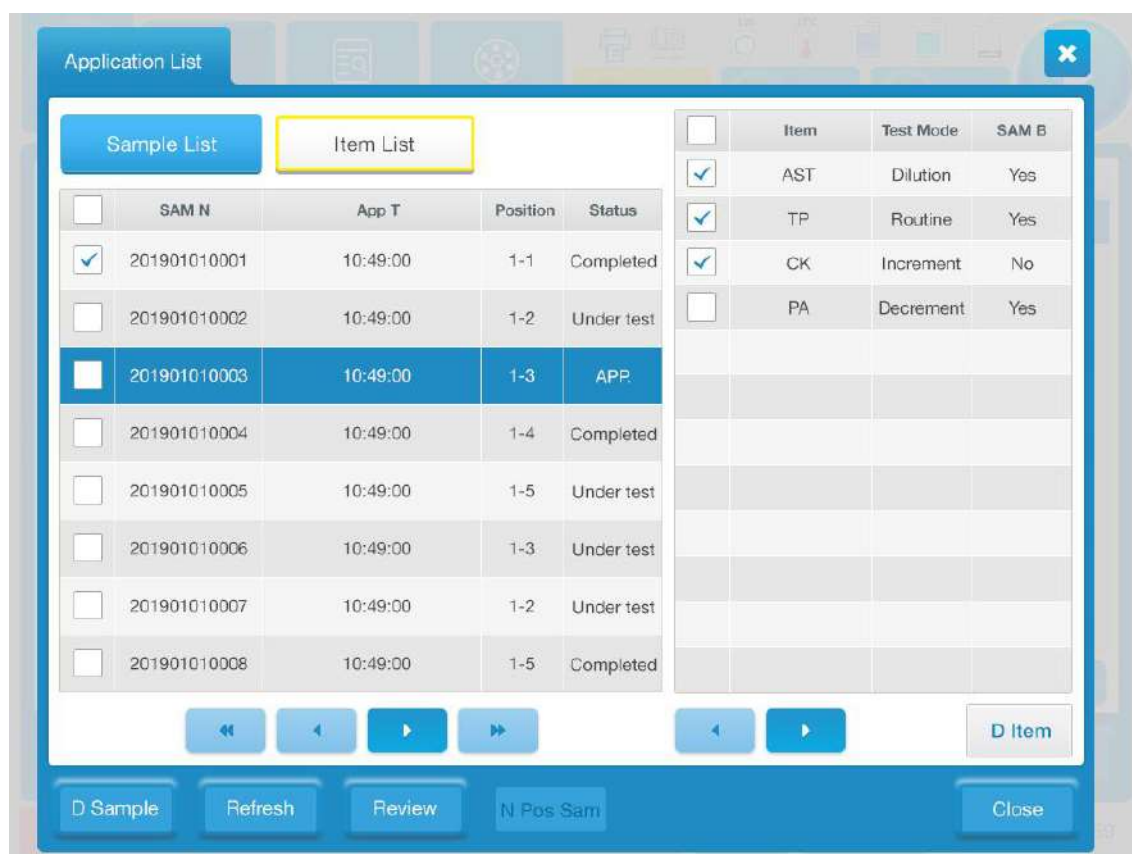 Application List
Sample List
Item List
SAM N App T Position Status
201901010001 10:49:00 1-1 Completed
201901010002 10:49:00 1-2 Under test
201901010003 10:49:00 1-3 APP.
201901010004 10:49:00 1-4 Completed
201901010005 10:49:00 1-5 Under test
201901010006 10:49:00 1-3 Under test
201901010007 10:49:00 1-2 Under test
201901010008 10:49:00 1-5 Completed
Item Test Mode SAM B
AST Dilution Yes
TP Routine Yes
CK Increment No
PA Decrement Yes
D Item
D Sample Refresh Review N Pos Sam Close